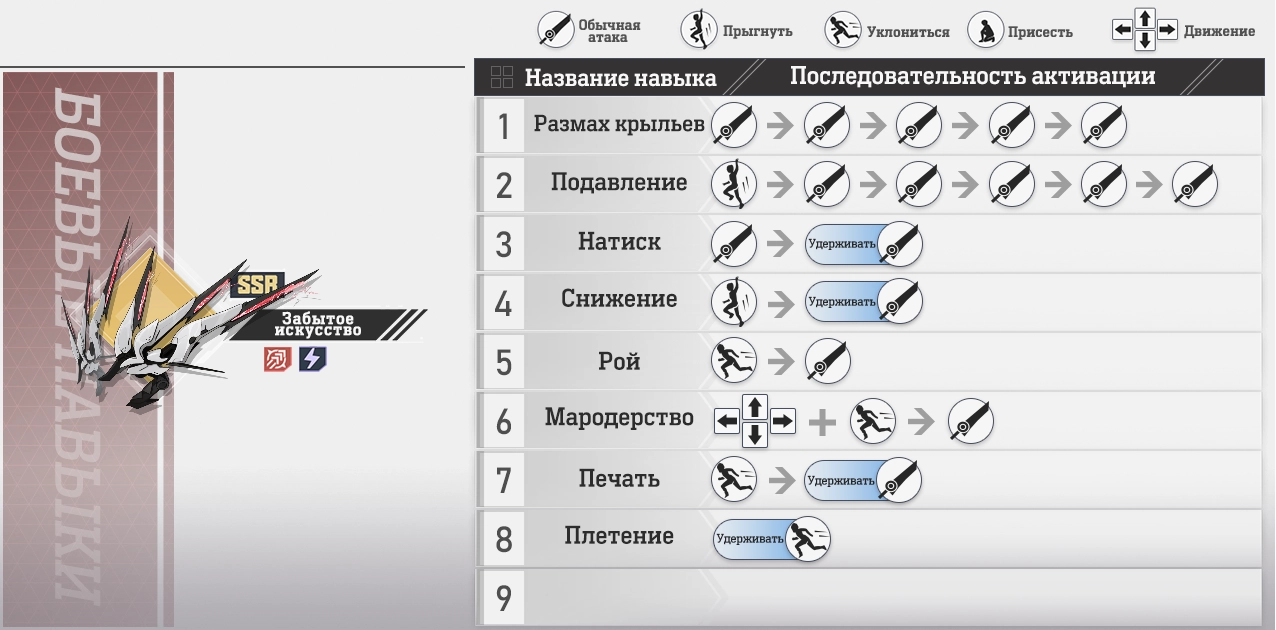 Обычная
атака
Прыгнуть
Уклониться
Присесть
Движение
Название навыка
Последовательность активации
БОЕВЫЕ НАВЫКИ
SSR
Забытое
искусство
1 Размах крыльев
2 Подавление
3 Натиск Удерживать
4 Снижение Удерживать
5 Рой
6 Мародерство
7 Печать Удерживать
8 Плетение Удерживать
9